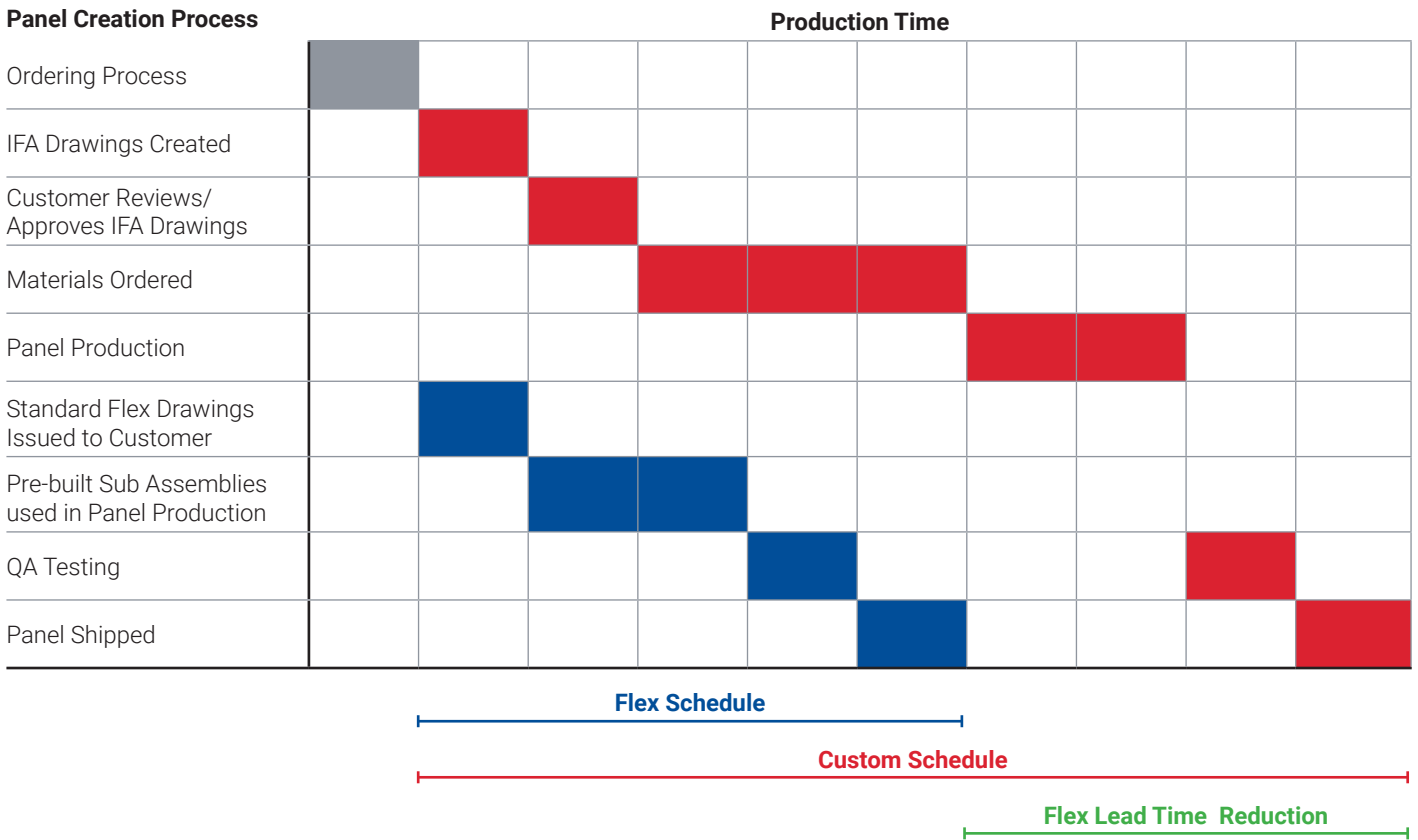 Panel Creation Process
Production Time
Ordering Process
IFA Drawings Created
Customer Reviews/
Approves IFA Drawings
Materials Ordered
Panel Production
Standard Flex Drawings
Issued to Customer
Pre-built Sub Assemblies
used in Panel Production
QA Testing
Panel Shipped
Flex Schedule
Custom Schedule
Flex Lead Time Reduction